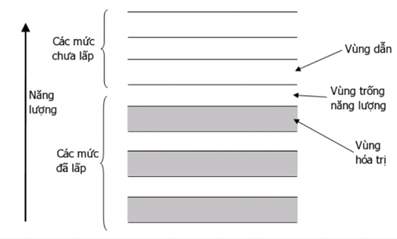 Các mức
chưa lấp
Vùng dẫn
Năng
lượng
Vùng trống
năng lượng
Các mức
đã lấp
Vùng
hóa trị